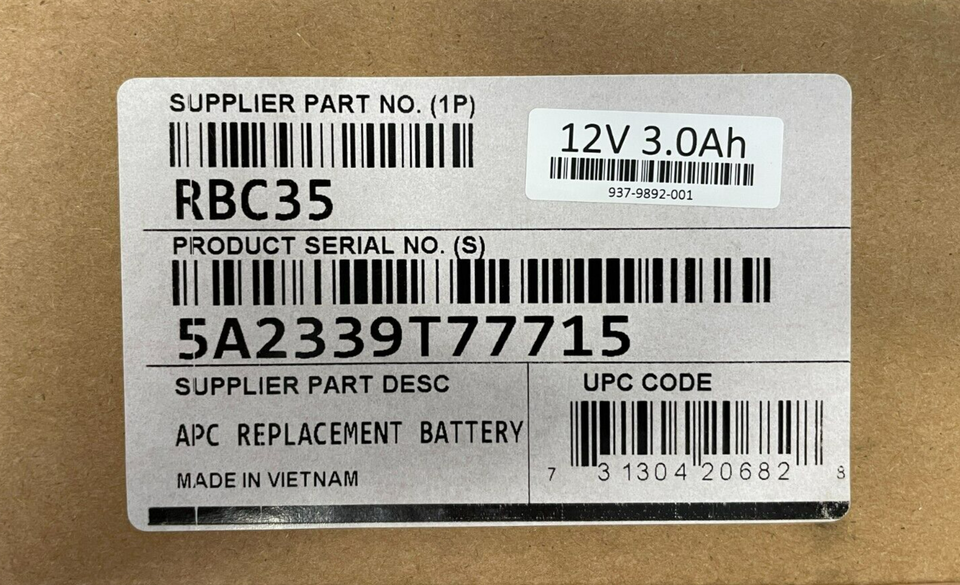 SUPPLIER PART NO. (1P)
12V 3.0Ah
937-9892-001
RBC35
PRODUCT SERIAL NO. (S)
5A2339T77715
SUPPLIER PART DESC
UPC CODE
APC REPLACEMENT BATTERY
7 31304 20682 8
MADE IN VIETNAM